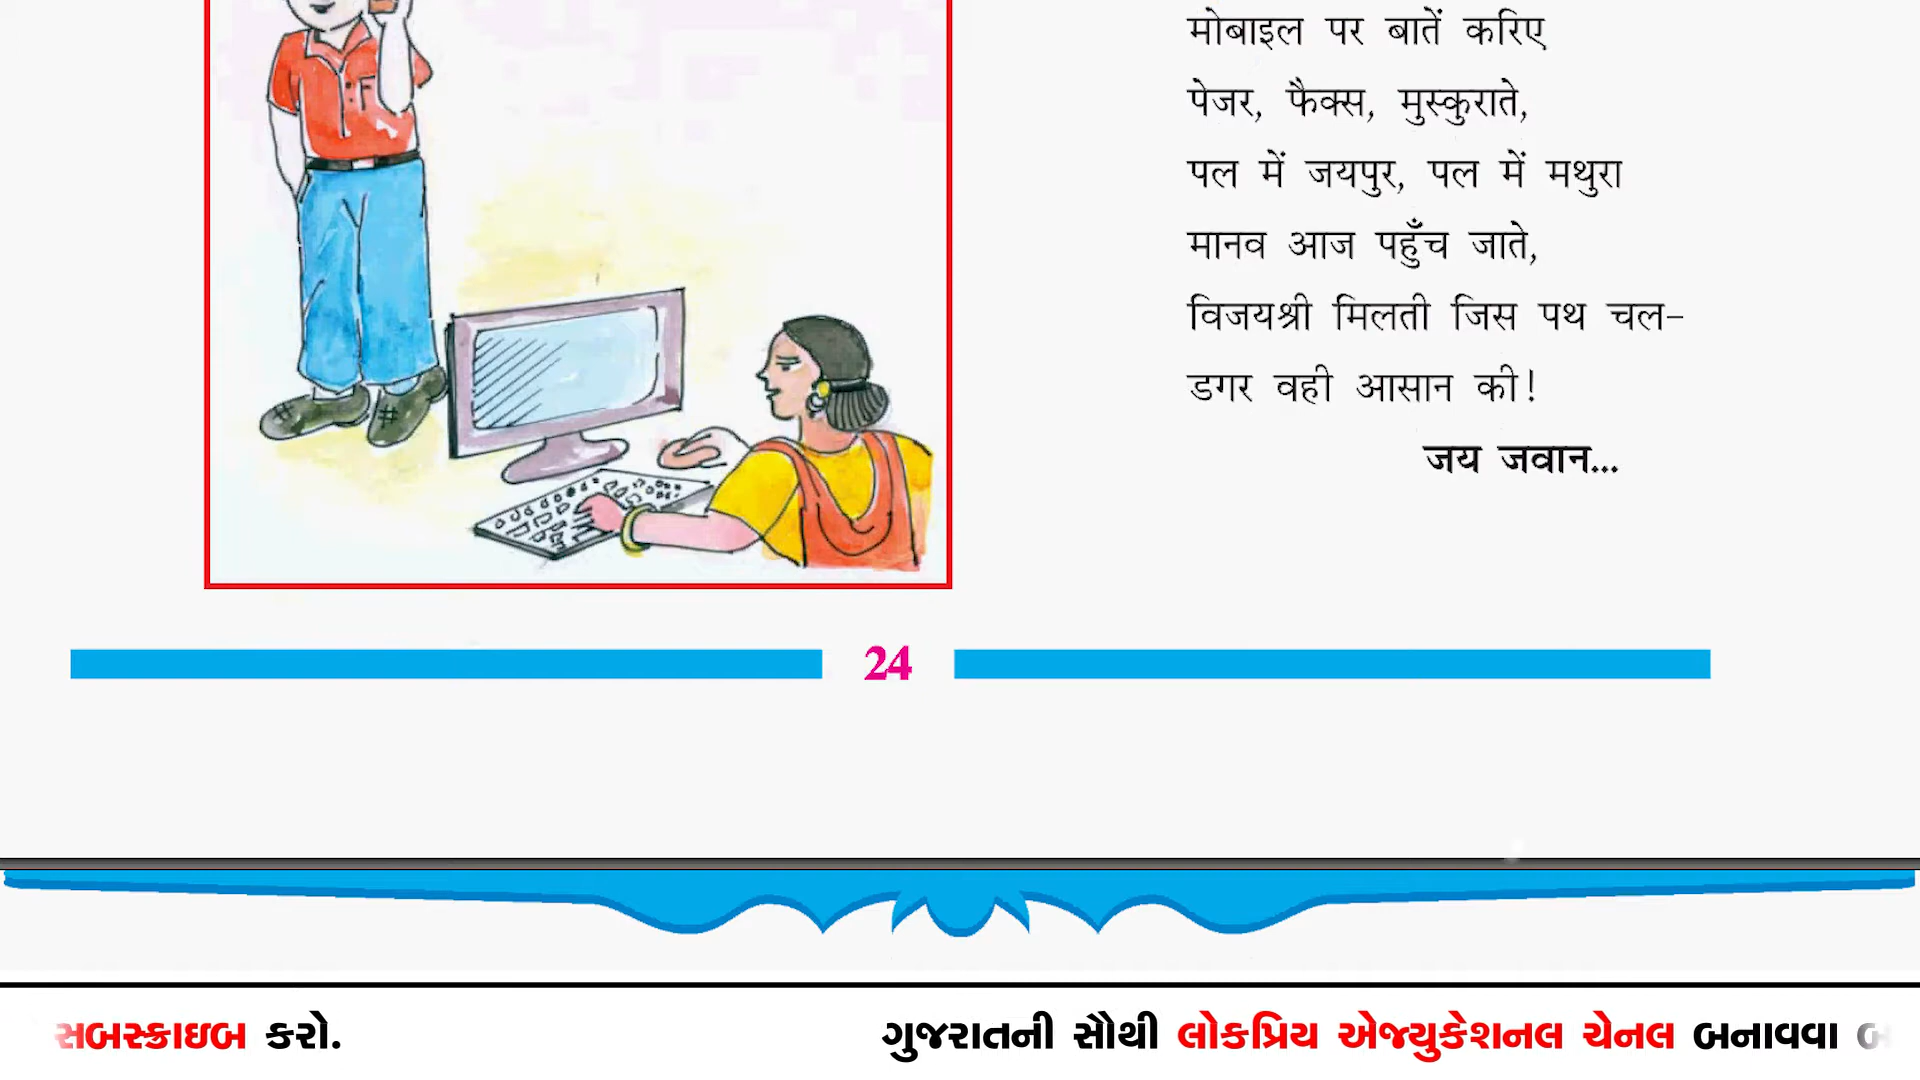 मोबाइल पर बातें करिए
पेजर, फैक्स, मुस्कुराते,
पल में जयपुर, पल में मथुरा
मानव आज पहुँच जाते,
विजयश्री मिलती जिस पथ चल-
डगर वही आसान की!
जय जवान...
24
સબસ્ક્રાઇબ કરો. ગુજરાતની સૌથી લોકપ્રિય એજ્યુકેશનલ ચેનલ બનાવવા